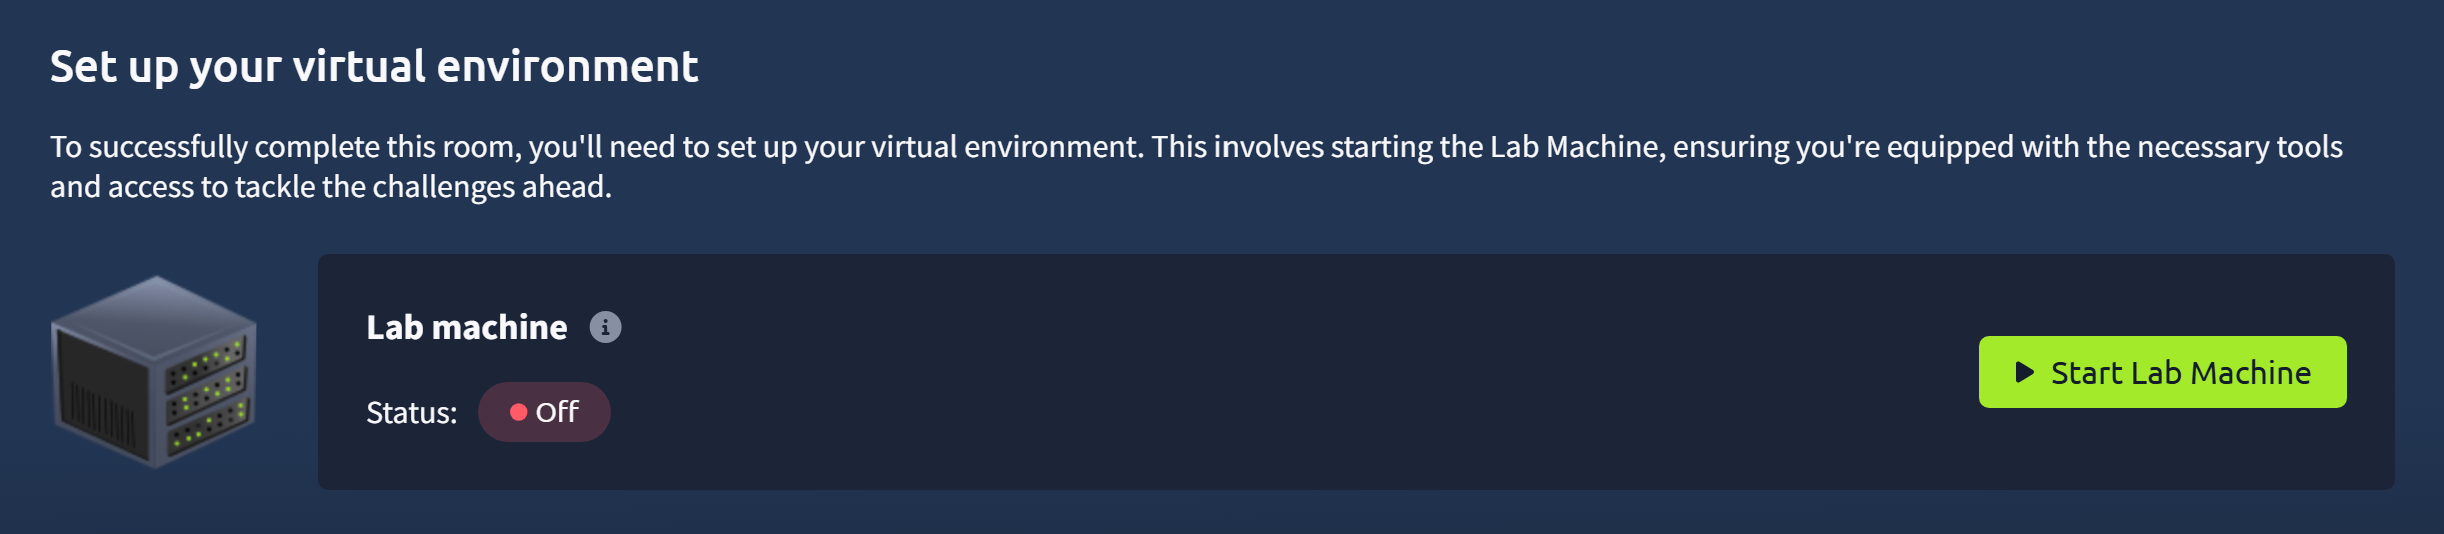 Set up your virtual environment
To successfully complete this room, you'll need to set up your virtual environment. This involves starting the Lab Machine, ensuring you're equipped with the necessary tools
and access to tackle the challenges ahead.
Lab machine
Status: Off
Start Lab Machine